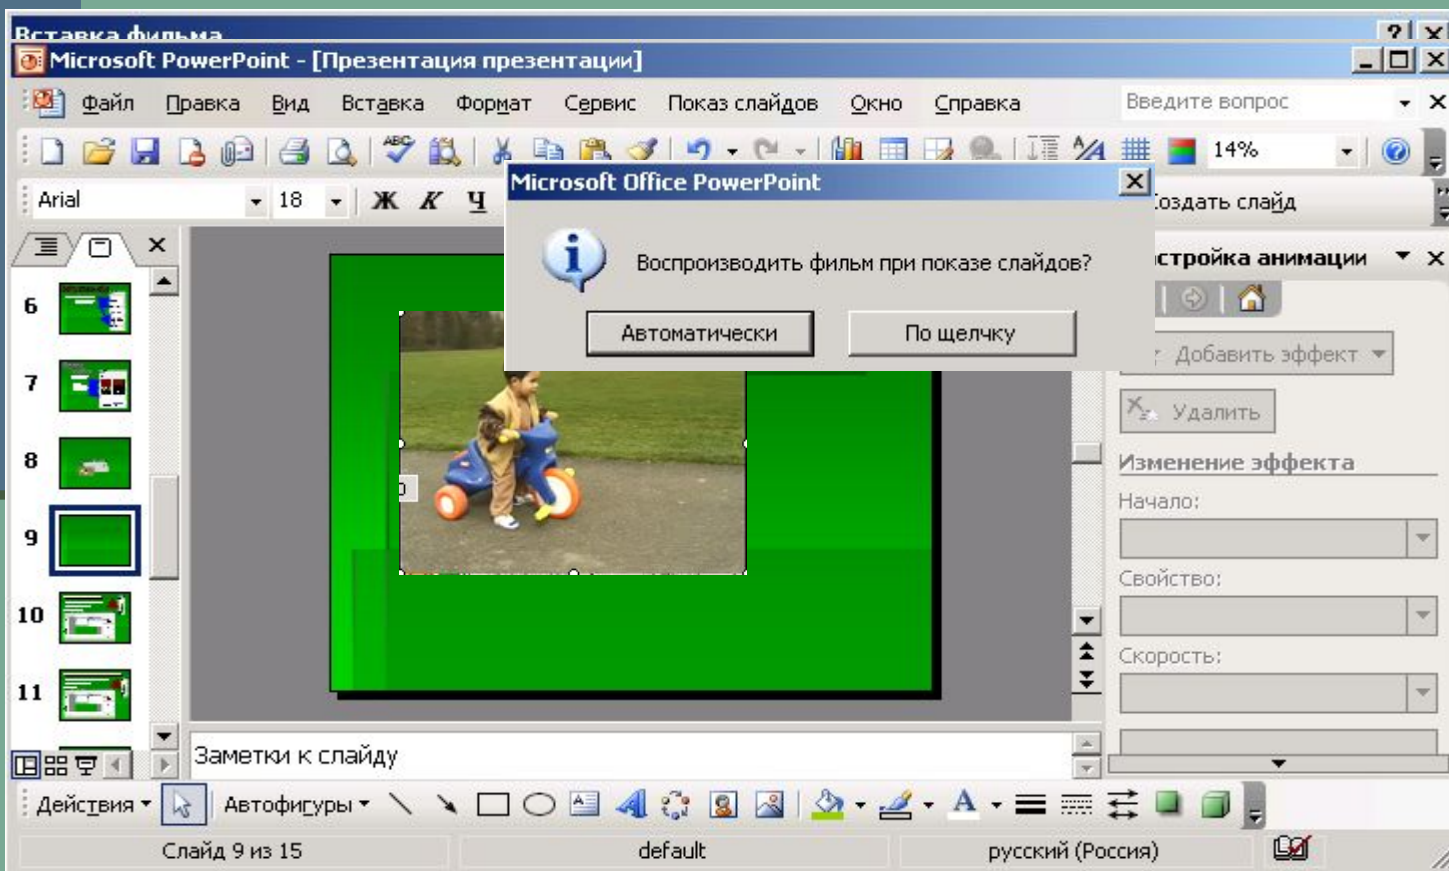 Вставка фильма
Microsoft PowerPoint - [Презентация презентации]
Файл Правка Вид Вставка Формат Сервис Показ слайдов Окно Справка Введите вопрос
14%
Microsoft Office PowerPoint
Arial 18 Ж К Ч оздать слайд
Воспроизводить фильм при показе слайдов?
стройка анимации
Автоматически По щелчку
Добавить эффект
Удалить
Изменение эффекта
Начало:
Свойство:
Скорость:
6
7
8
9
10
11
Заметки к слайду
Действия Автофигуры
Слайд 9 из 15 default русский (Россия)